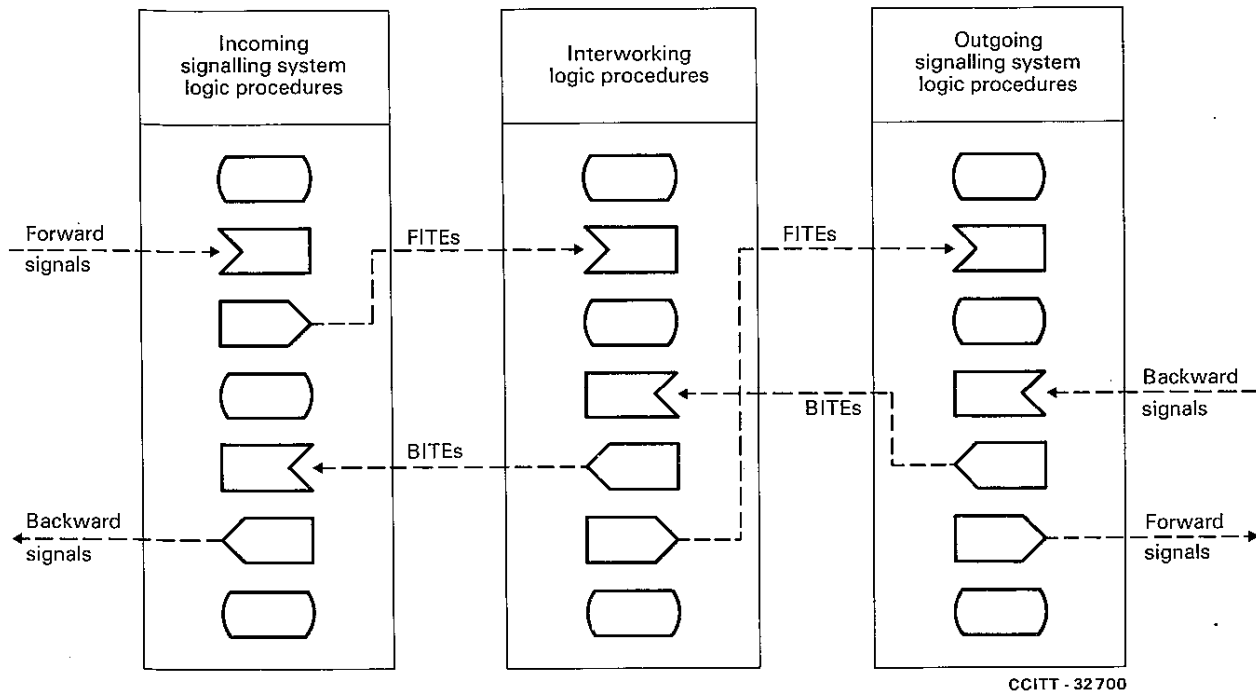 Incoming
signalling system
logic procedures
Interworking
logic procedures
Outgoing
signalling system
logic procedures
Forward
signals
FITEs
FITEs
BITEs
Backward
signals
BITEs
Backward
signals
Forward
signals
CCITT - 32700